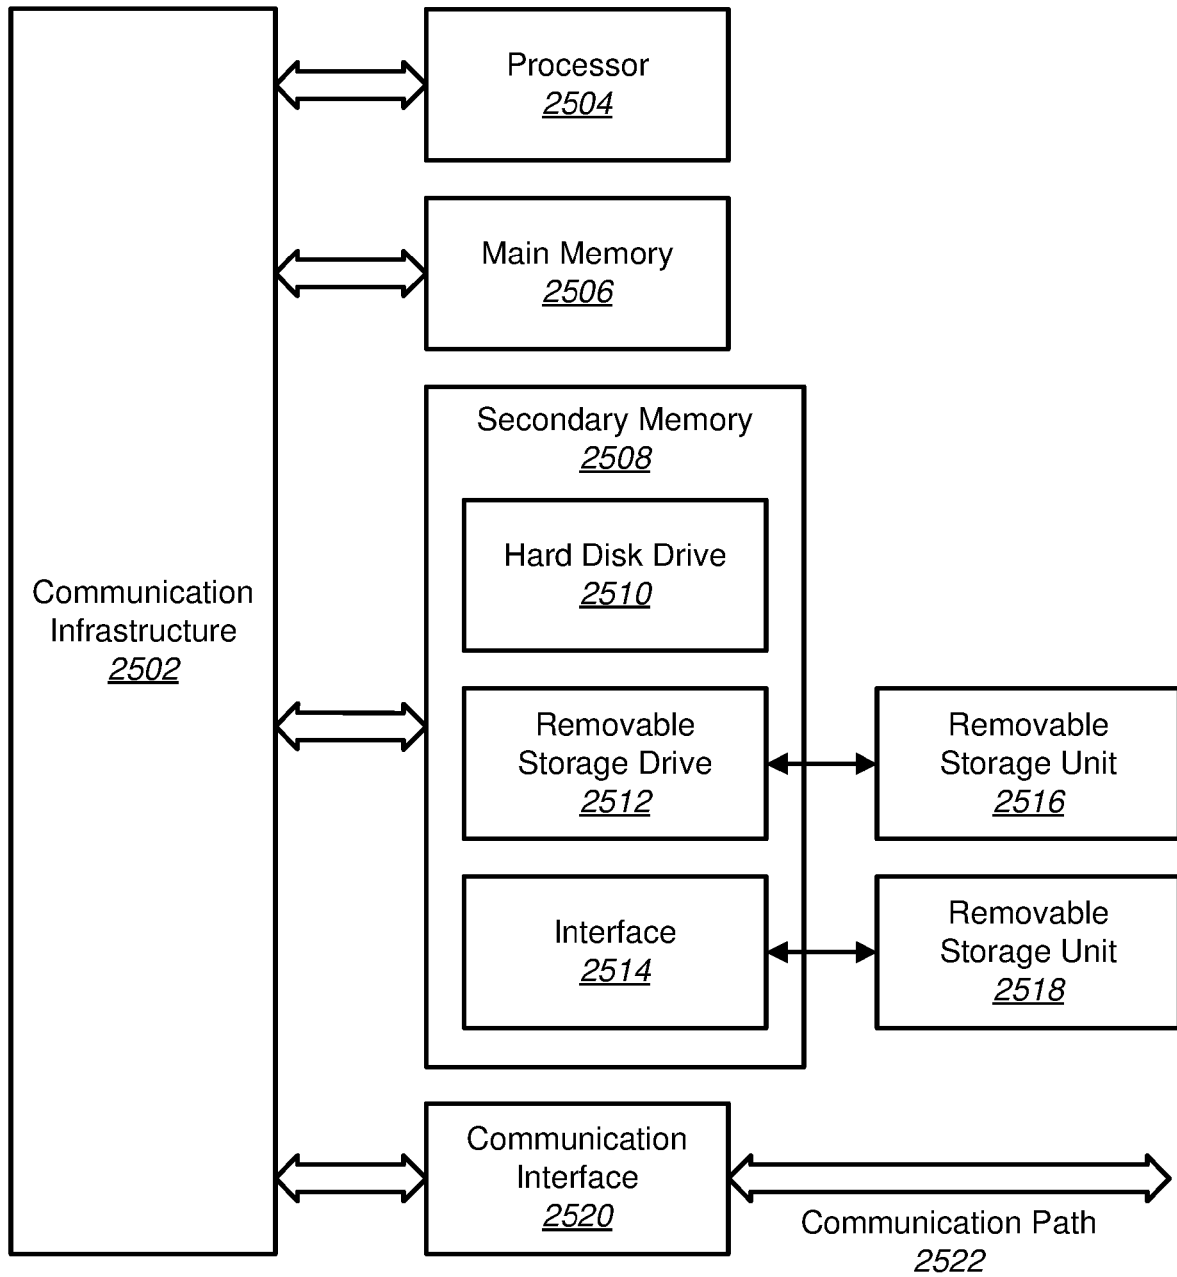 Processor
2504
Main Memory
2506
Secondary Memory
2508
Hard Disk Drive
2510
Communication
Infrastructure
2502
Removable
Storage Drive
2512
Removable
Storage Unit
2516
Interface
2514
Removable
Storage Unit
2518
Communication
Interface
2520
Communication Path
2522